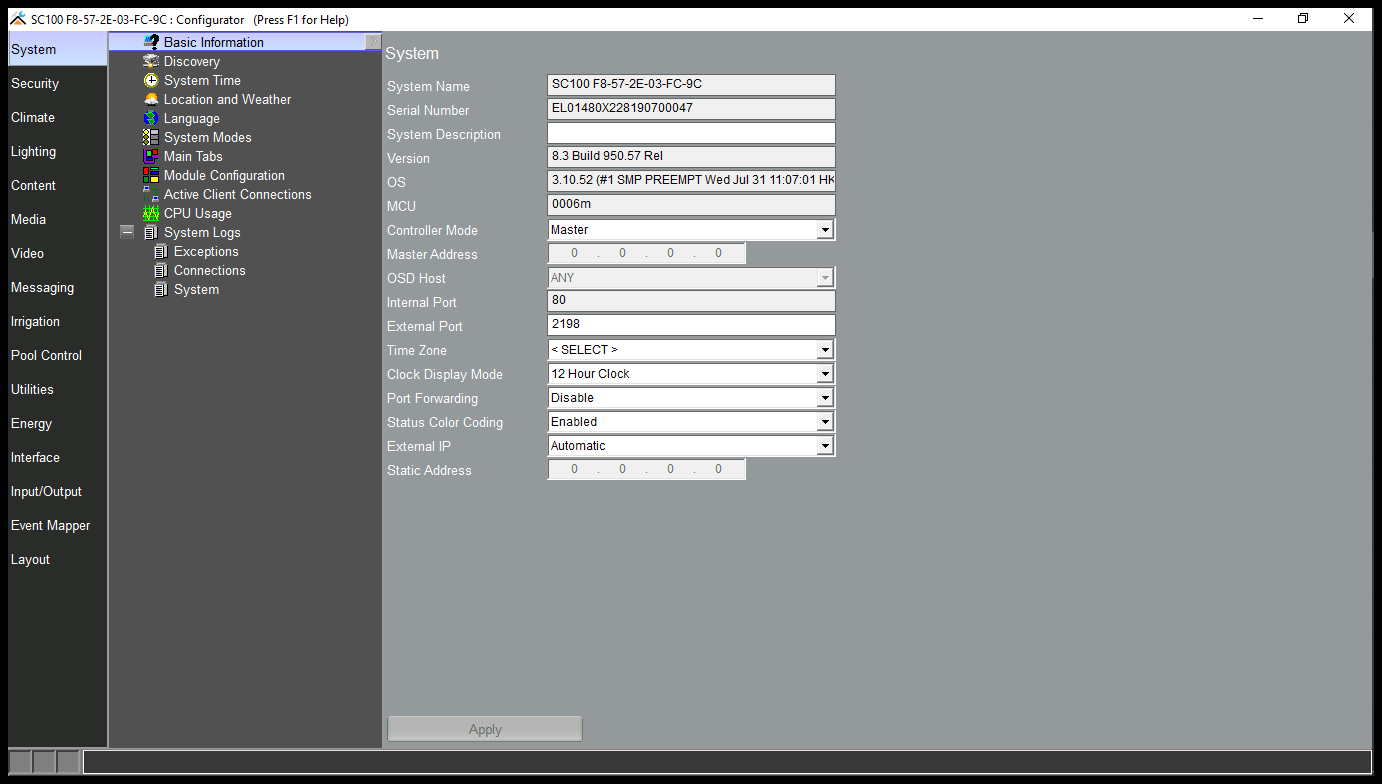 SC100 F8-57-2E-03-FC-9C : Configurator (Press F1 for Help)
System
Security
Climate
Lighting
Content
Media
Video
Messaging
Irrigation
Pool Control
Utilities
Energy
Interface
Input/Output
Event Mapper
Layout
Basic Information
Discovery
System Time
Location and Weather
Language
System Modes
Main Tabs
Module Configuration
Active Client Connections
CPU Usage
System Logs
Exceptions
Connections
System
System
System Name SC100 F8-57-2E-03-FC-9C
Serial Number EL01480X228190700047
System Description
Version 8.3 Build 950.57 Rel
OS 3.10.52 (#1 SMP PREEMPT Wed Jul 31 11:07:01 HK
MCU 0006m
Controller Mode Master
Master Address 0 . 0 . 0 . 0
OSD Host ANY
Internal Port 80
External Port 2198
Time Zone < SELECT >
Clock Display Mode 12 Hour Clock
Port Forwarding Disable
Status Color Coding Enabled
External IP Automatic
Static Address 0 . 0 . 0 . 0
Apply